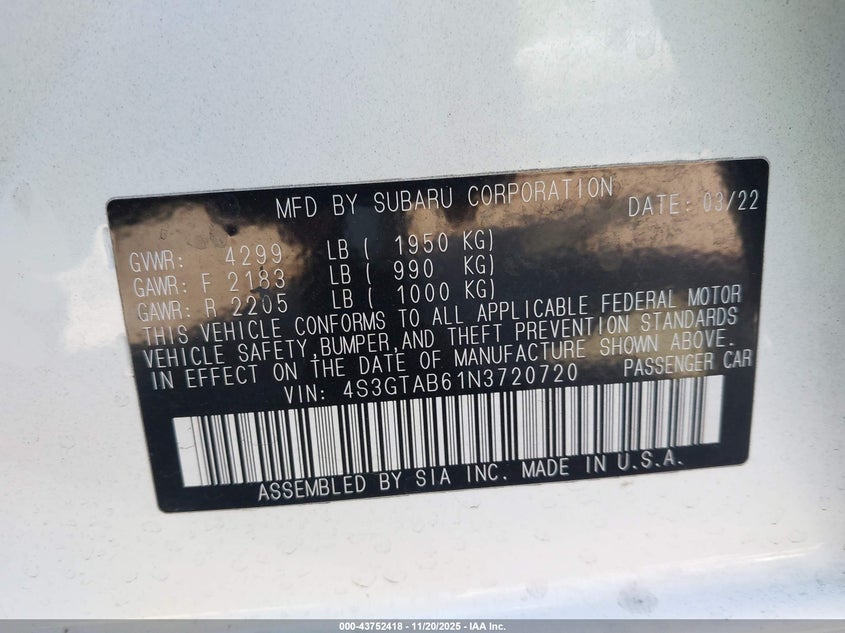 MFD BY SUBARU CORPORATION DATE: 03/22
GVWR: 4299 LB ( 1950 KG)
GAWR: F 2183 LB ( 990 KG)
GAWR: R 2205 LB ( 1000 KG)
THIS VEHICLE CONFORMS TO ALL APPLICABLE FEDERAL MOTOR
VEHICLE SAFETY,BUMPER,AND THEFT PREVENTION STANDARDS
IN EFFECT ON THE DATE OF MANUFACTURE SHOWN ABOVE.
VIN: 4S3GTAB61N3720720 PASSENGER CAR
ASSEMBLED BY SIA INC. MADE IN U.S.A.
000-43752418 - 11/20/2025 - IAA Inc.